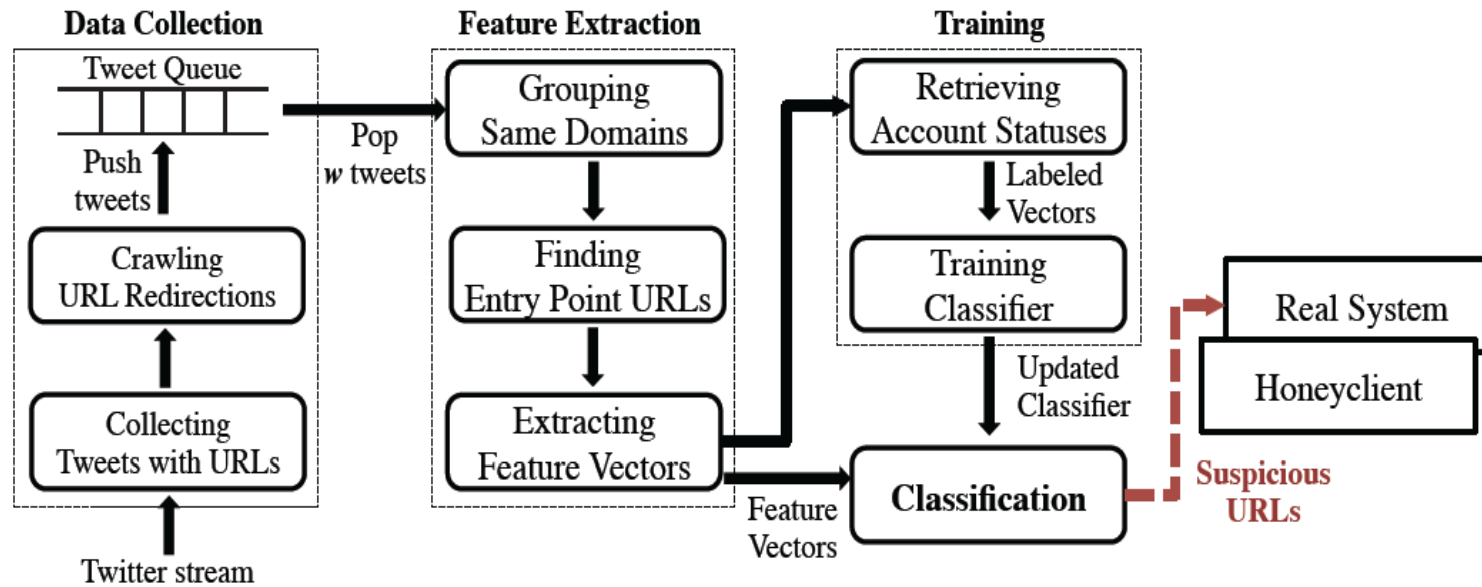 Data Collection
Tweet Queue
Push
tweets
Crawling
URL Redirections
Collecting
Tweets with URLs
Twitter stream
Pop
w tweets
Feature Extraction
Grouping
Same Domains
Finding
Entry Point URLs
Extracting
Feature Vectors
Feature
Vectors
Training
Retrieving
Account Statuses
Labeled
Vectors
Training
Classifier
Updated
Classifier
Classification
Suspicious
URLs
Real System
Honeyclient